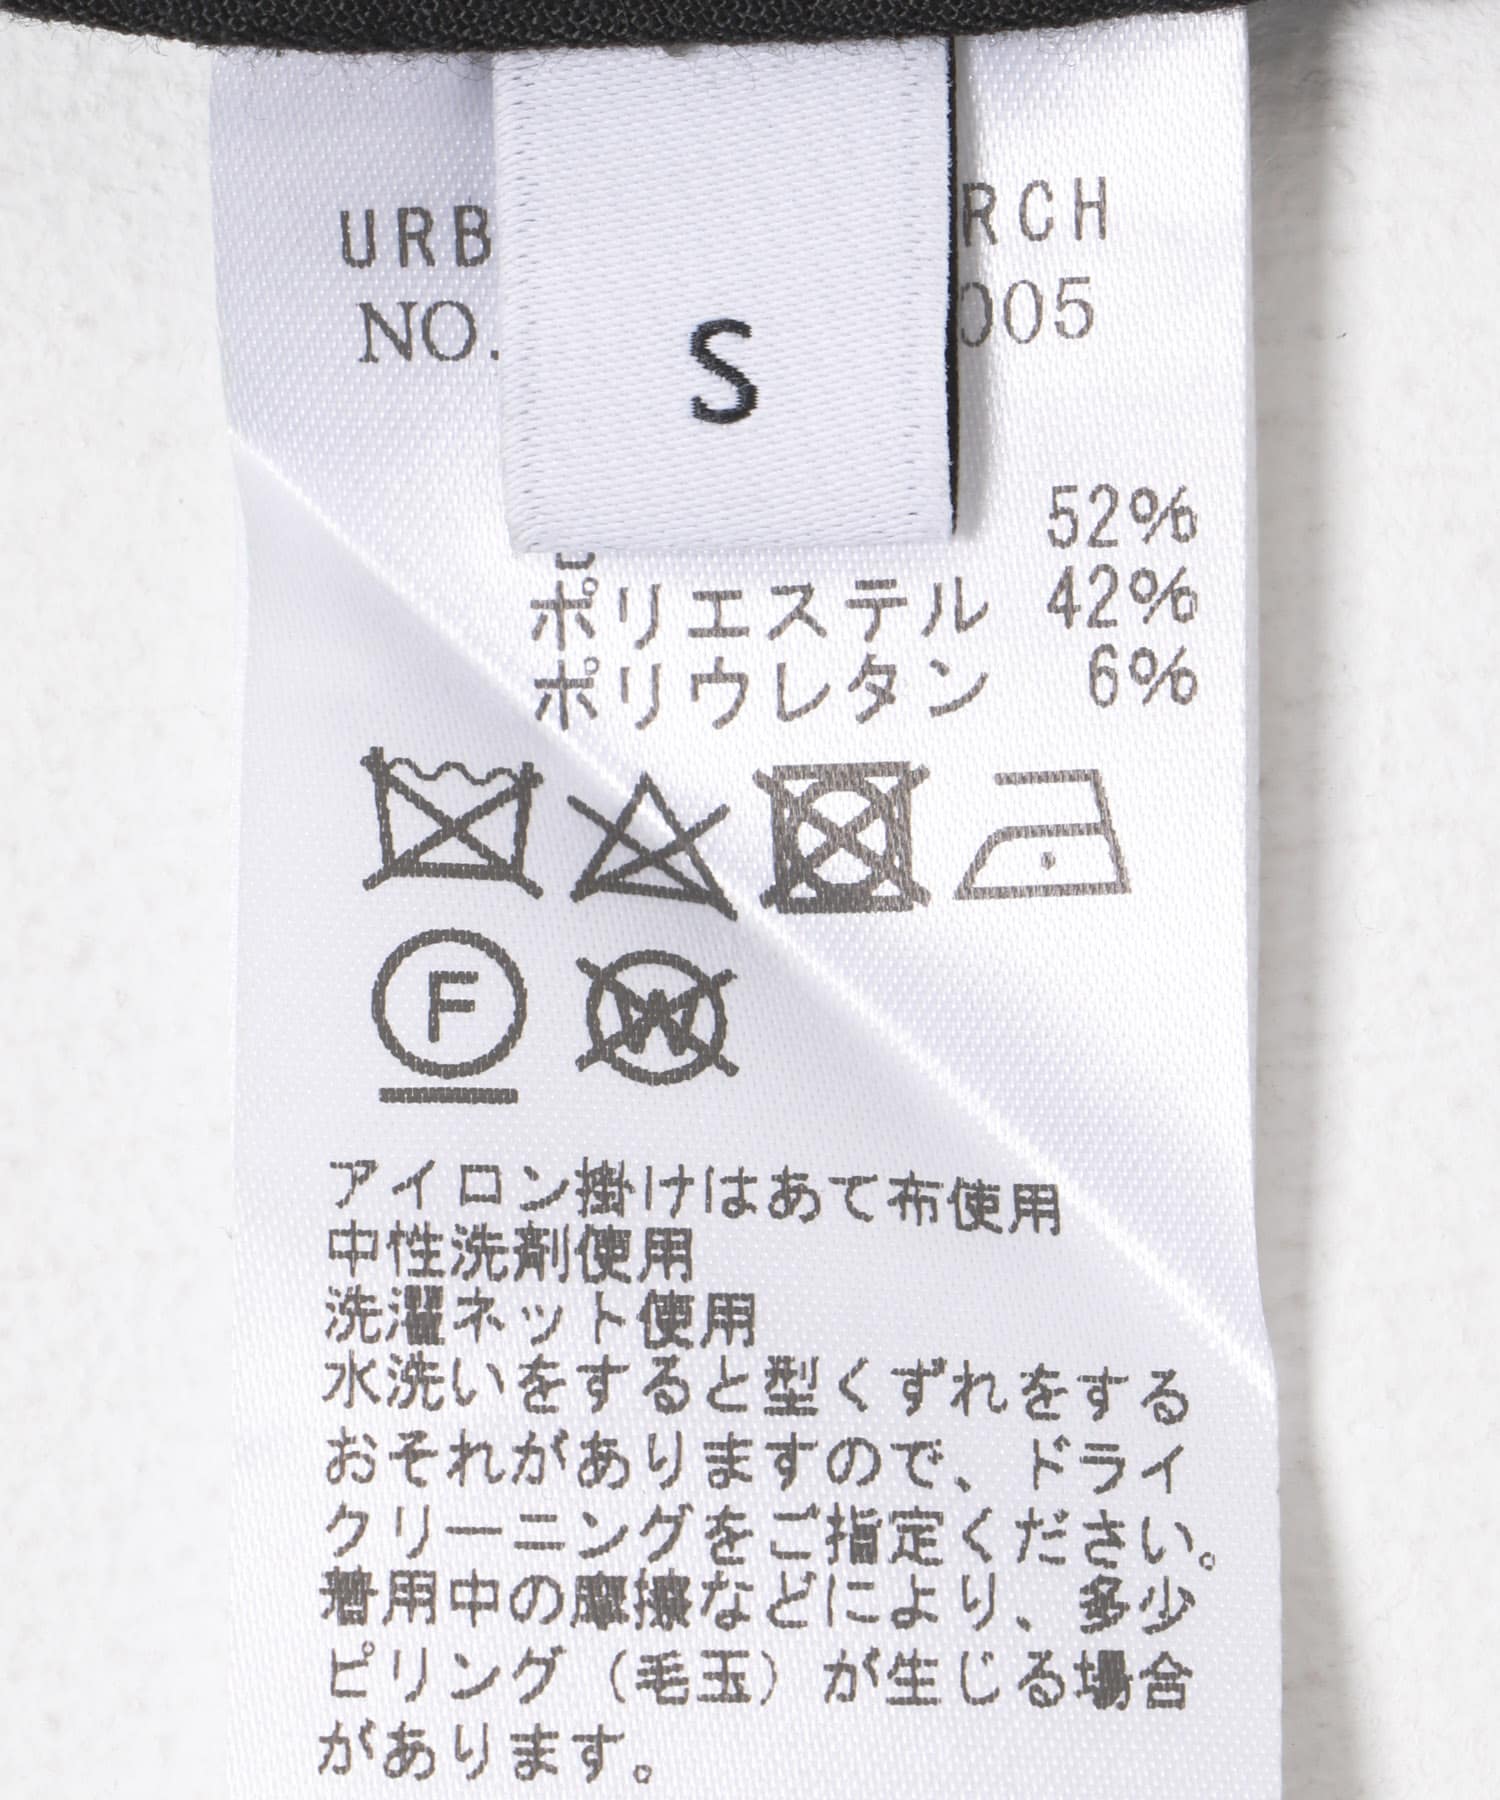 URB RCH
NO. 005
S
52%
ポリエステル 42%
ポリウレタン 6%
F
W
アイロン掛けはあて布使用
中性洗剤使用
洗濯ネット使用
水洗いをすると型くずれをする
おそれがありますので、ドライ
クリーニングをご指定ください。
着用中の摩擦などにより、多少
ピリング（毛玉）が生じる場合
があります。